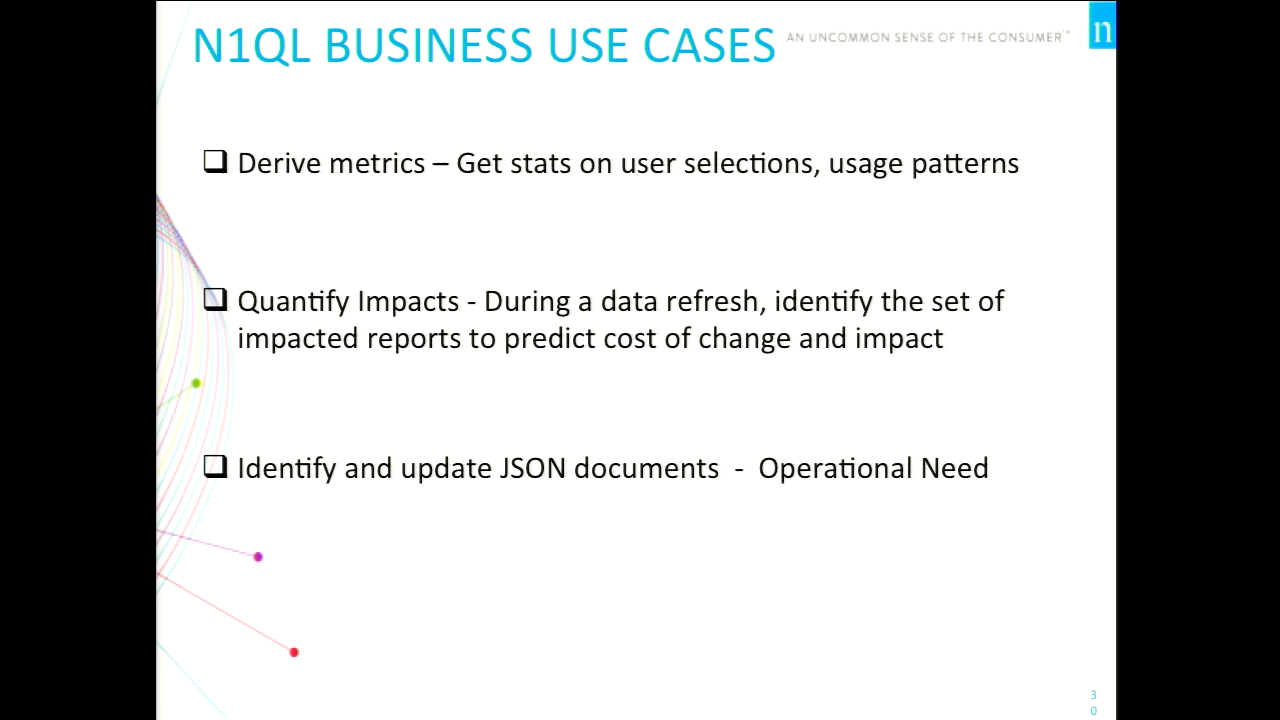 N1QL BUSINESS USE CASES
AN UNCOMMON SENSE OF THE CONSUMER™
n
❑ Derive metrics – Get stats on user selections, usage patterns
❑ Quantify Impacts - During a data refresh, identify the set of
impacted reports to predict cost of change and impact
❑ Identify and update JSON documents - Operational Need
3
0